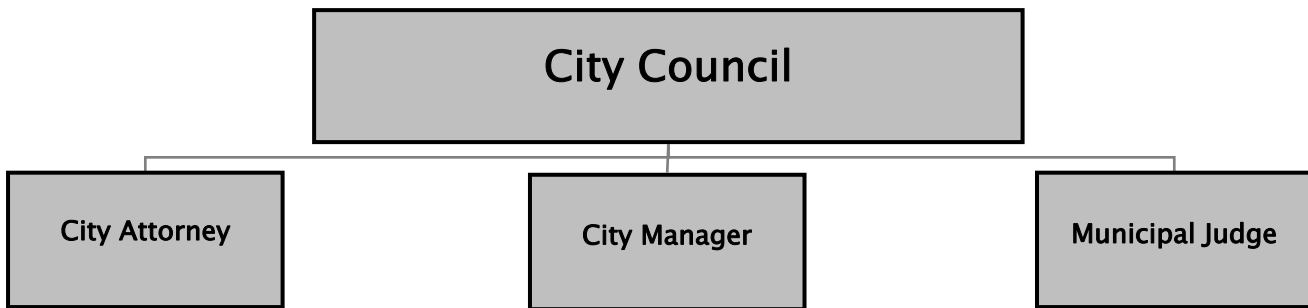 City Council
City Attorney
City Manager
Municipal Judge